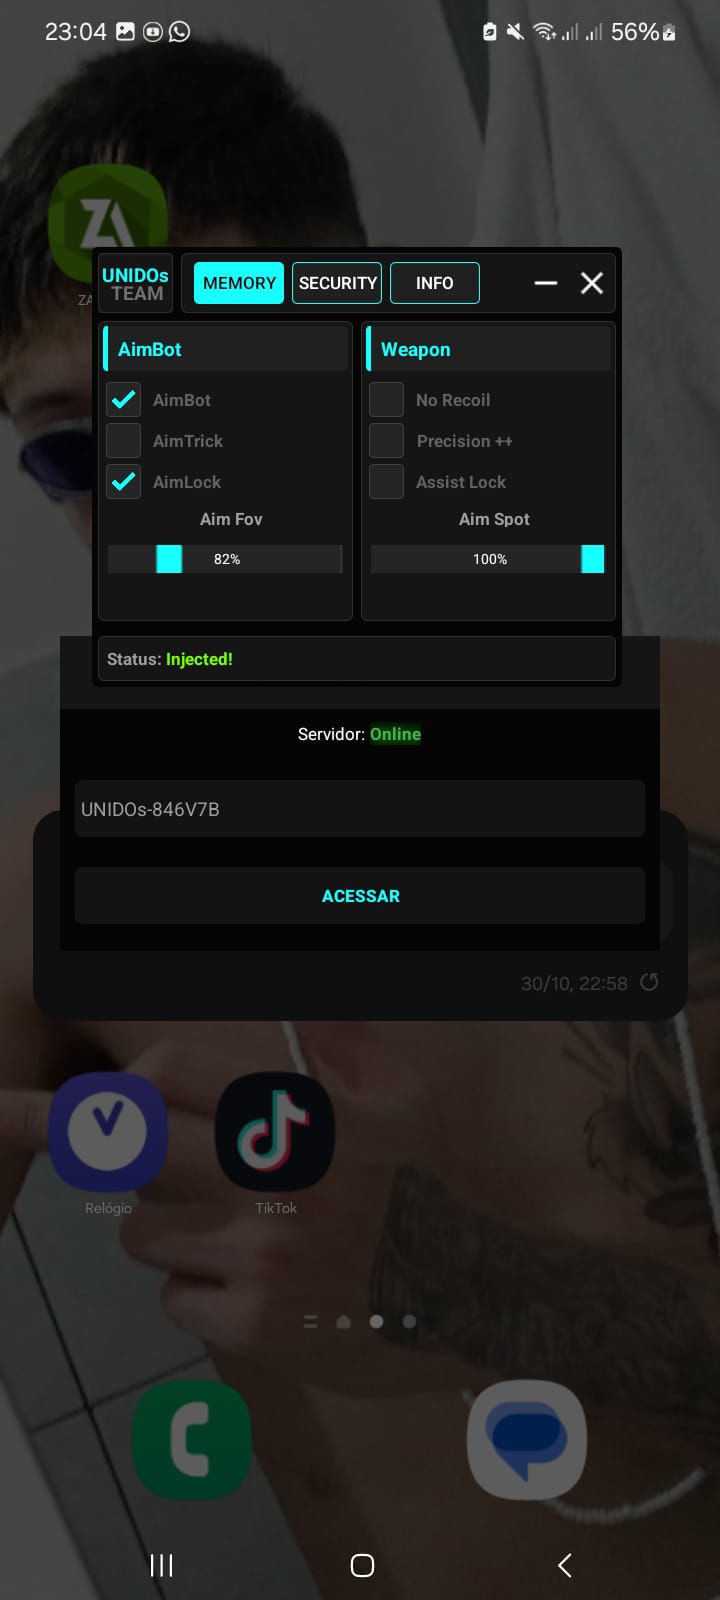 23:04
56%
ZA
UNIDOs
TEAM
MEMORY
SECURITY
INFO
AimBot
AimBot
AimTrick
AimLock
Aim Fov
82%
Weapon
No Recoil
Precision ++
Assist Lock
Aim Spot
100%
Status: Injected!
Servidor: Online
UNIDOs-846V7B
ACESSAR
30/10, 22:58
Relógio
TikTok